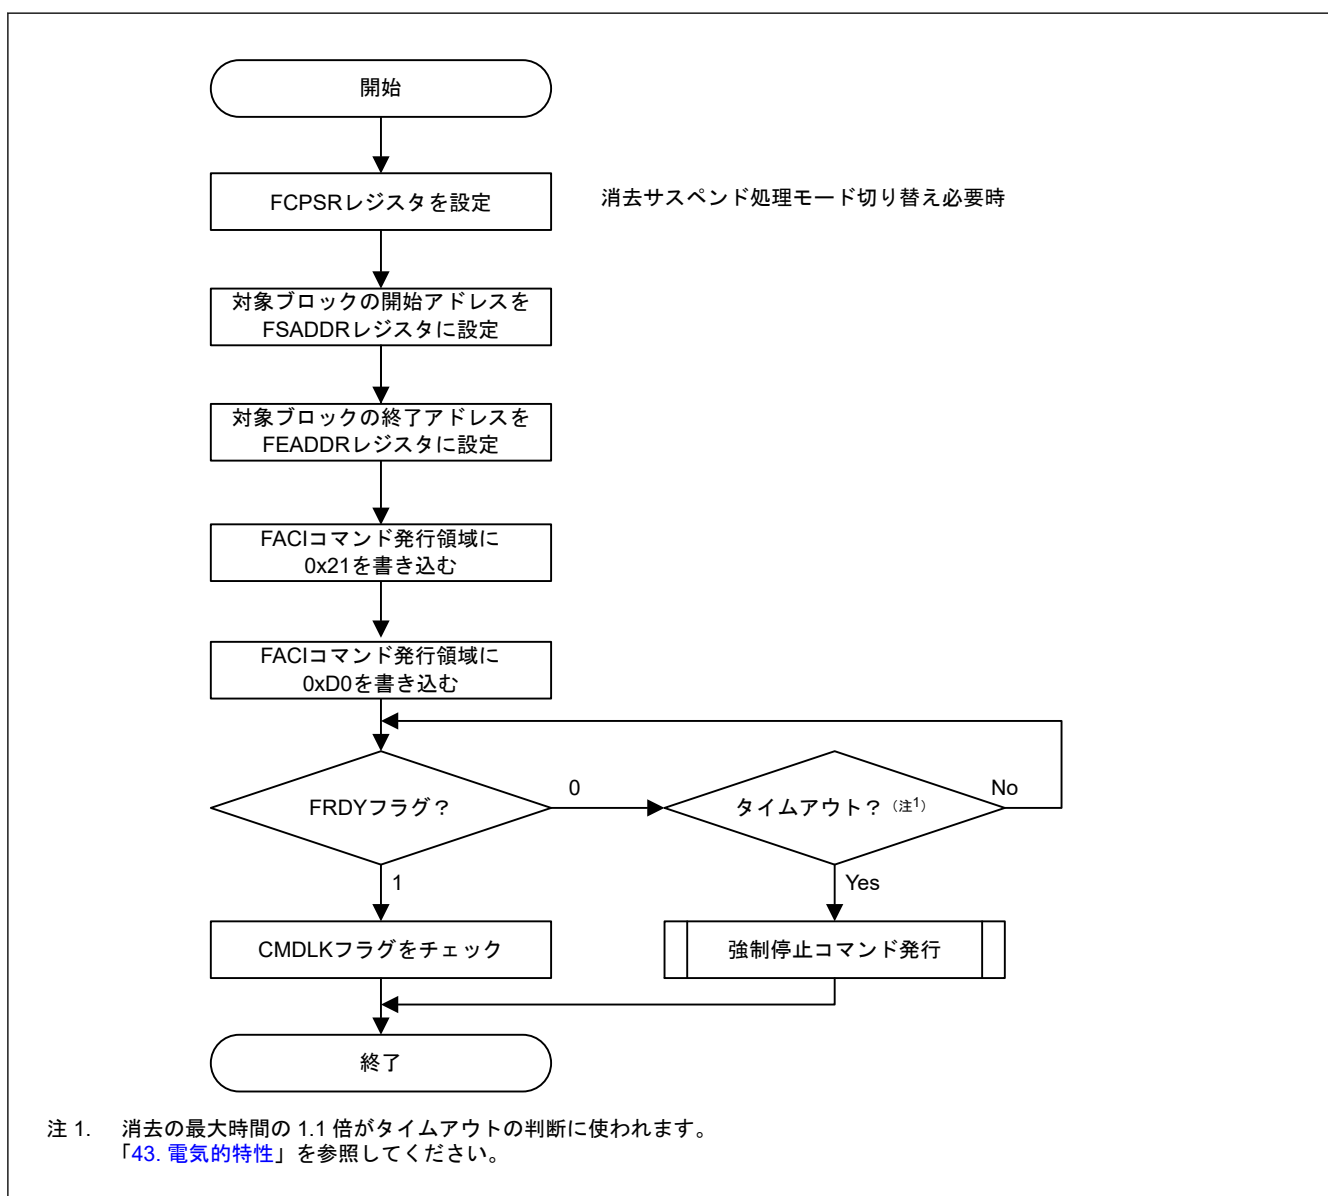 開始
FCPSRレジスタを設定
消去サスペンド処理モード切り替え必要時
対象ブロックの開始アドレスを
FSADDRレジスタに設定
対象ブロックの終了アドレスを
FEADDRレジスタに設定
FACIコマンド発行領域に
0x21を書き込む
FACIコマンド発行領域に
0xD0を書き込む
FRDYフラグ？
0
タイムアウト？（注1）
No
1
Yes
CMDLKフラグをチェック
強制停止コマンド発行
終了
注 1. 消去の最大時間の 1.1 倍がタイムアウトの判断に使われます。
「43. 電気的特性」を参照してください。